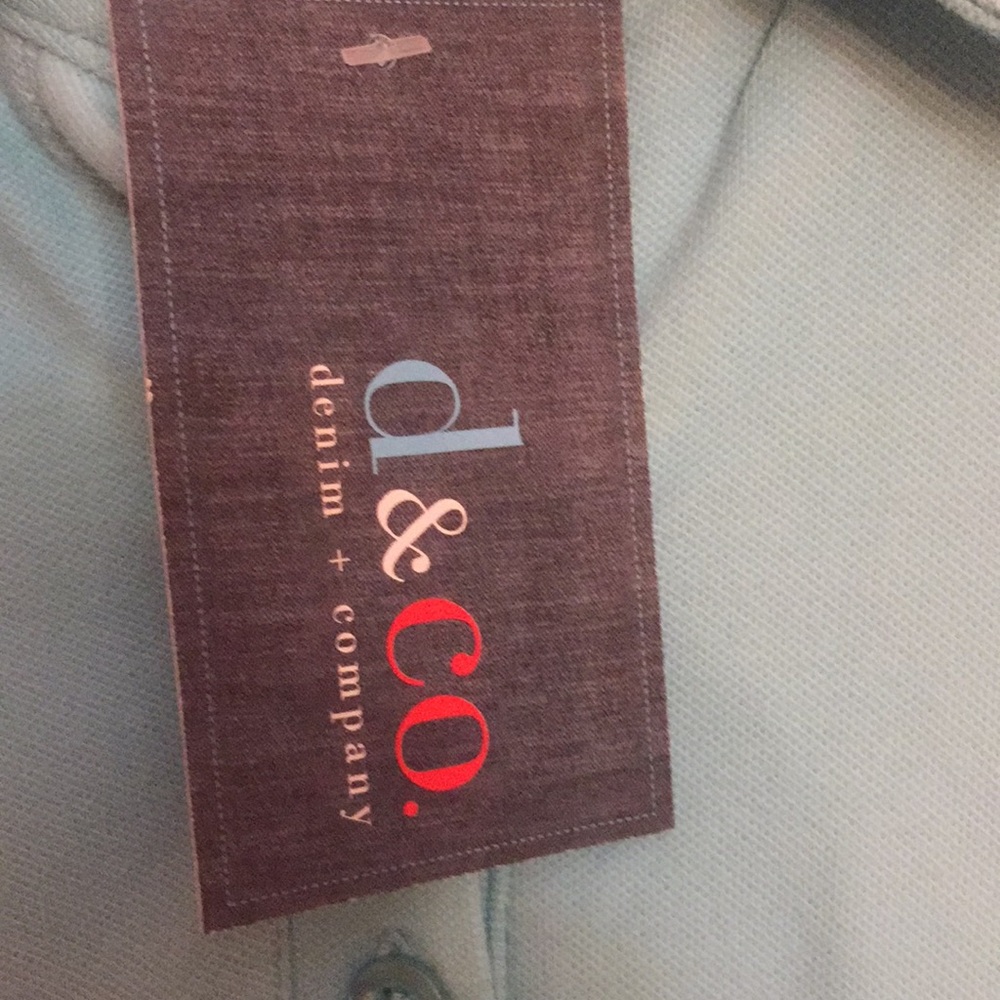 d & co.
denim + company